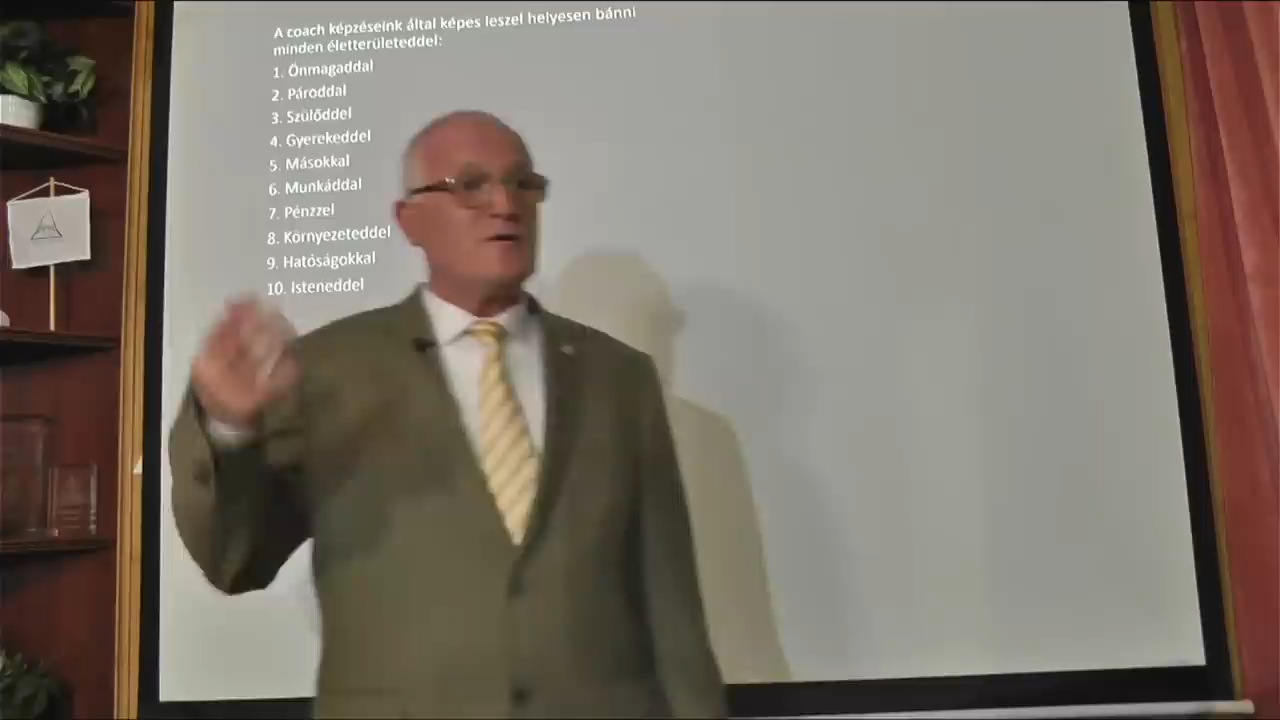 A coach képzéseink által képes leszel helyesen bánni
minden életterületeddel:
1. Önmagaddal
2. Pároddal
3. Szülőddel
4. Gyerekeddel
5. Másokkal
6. Munkáddal
7. Pénzzel
8. Környezeteddel
9. Hatóságokkal
10. Isteneddel